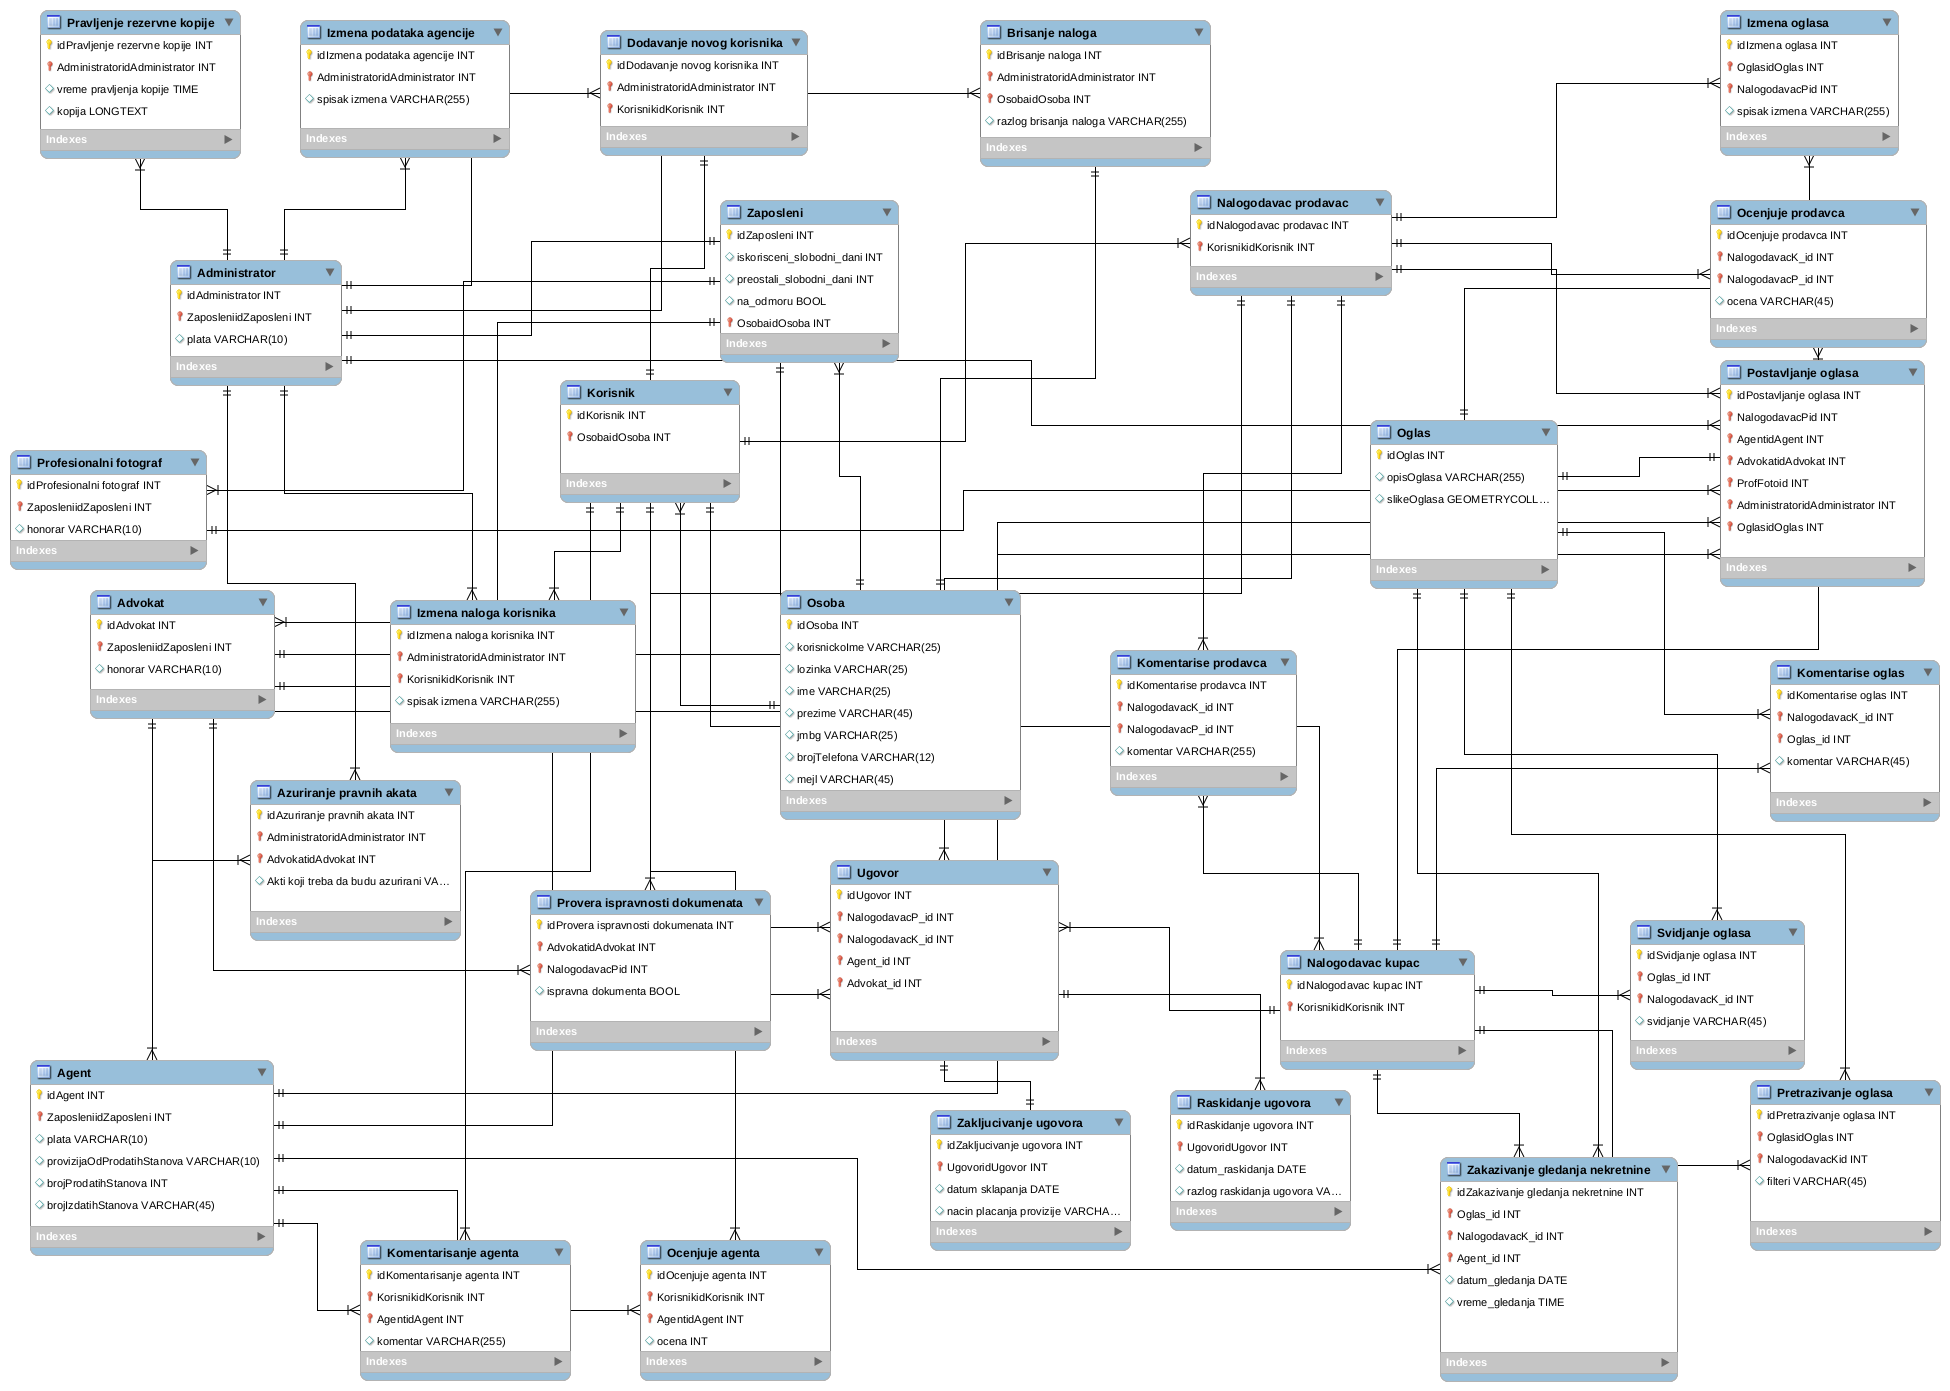 Pravljenje rezervne kopije
idPravljenje rezervne kopije INT
AdministratoridAdministrator INT
vreme pravljenja kopije TIME
kopija LONGTEXT
Indexes
Izmena podataka agencije
idIzmena podataka agencije INT
AdministratoridAdministrator INT
spisak izmena VARCHAR(255)
Indexes
Dodavanje novog korisnika
idDodavanje novog korisnika INT
AdministratoridAdministrator INT
KorisnikidKorisnik INT
Indexes
Brisanje naloga
idBrisanje naloga INT
AdministratoridAdministrator INT
OsobaidOsoba INT
razlog brisanja naloga VARCHAR(255)
Indexes
Izmena oglasa
idIzmena oglasa INT
OglasidOglas INT
NalogodavacPid INT
spisak izmena VARCHAR(255)
Indexes
Zaposleni
idZaposleni INT
iskorisceni_slobodni_dani INT
preostali_slobodni_dani INT
na_odmoru BOOL
OsobaidOsoba INT
Indexes
Nalogodavac prodavac
idNalogodavac prodavac INT
KorisnikidKorisnik INT
Indexes
Ocenjuje prodavca
idOcenjuje prodavca INT
NalogodavacK_id INT
NalogodavacP_id INT
ocena VARCHAR(45)
Indexes
Administrator
idAdministrator INT
ZaposleniidZaposleni INT
plata VARCHAR(10)
Indexes
Korisnik
idKorisnik INT
OsobaidOsoba INT
Indexes
Postavljanje oglasa
idPostavljanje oglasa INT
NalogodavacPid INT
AgentidAgent INT
AdvokatidAdvokat INT
ProfFotoid INT
AdministratoridAdministrator INT
OglasidOglas INT
Indexes
Oglas
idOglas INT
opisOglasa VARCHAR(255)
slikeOglasa GEOMETRYCOLL...
Indexes
Profesionalni fotograf
idProfesionalni fotograf INT
ZaposleniidZaposleni INT
honorar VARCHAR(10)
Indexes
Advokat
idAdvokat INT
ZaposleniidZaposleni INT
honorar VARCHAR(10)
Indexes
Izmena naloga korisnika
idIzmena naloga korisnika INT
AdministratoridAdministrator INT
KorisnikidKorisnik INT
spisak izmena VARCHAR(255)
Indexes
Osoba
idOsoba INT
korisnickoIme VARCHAR(25)
lozinka VARCHAR(25)
ime VARCHAR(25)
prezime VARCHAR(45)
jmbg VARCHAR(25)
brojTelefona VARCHAR(12)
mejl VARCHAR(45)
Indexes
Komentarise prodavca
idKomentarise prodavca INT
NalogodavacK_id INT
NalogodavacP_id INT
komentar VARCHAR(255)
Indexes
Komentarise oglas
idKomentarise oglas INT
NalogodavacK_id INT
Oglas_id INT
komentar VARCHAR(45)
Indexes
Azuriranje pravnih akata
idAzuriranje pravnih akata INT
AdministratoridAdministrator INT
AdvokatidAdvokat INT
Akti koji treba da budu azurirani VA...
Indexes
Provera ispravnosti dokumenata
idProvera ispravnosti dokumenata INT
AdvokatidAdvokat INT
NalogodavacPid INT
ispravna dokumenta BOOL
Indexes
Ugovor
idUgovor INT
NalogodavacP_id INT
NalogodavacK_id INT
Agent_id INT
Advokat_id INT
Indexes
Nalogodavac kupac
idNalogodavac kupac INT
KorisnikidKorisnik INT
Indexes
Svidjanje oglasa
idSvidjanje oglasa INT
Oglas_id INT
NalogodavacK_id INT
svidjanje VARCHAR(45)
Indexes
Agent
idAgent INT
ZaposleniidZaposleni INT
plata VARCHAR(10)
provizijaOdProdatihStanova VARCHAR(10)
brojProdatihStanova INT
brojIzdatihStanova VARCHAR(45)
Indexes
Zakljucivanje ugovora
idZakljucivanje ugovora INT
UgovoridUgovor INT
datum sklapanja DATE
nacin placanja provizije VARCHA...
Indexes
Raskidanje ugovora
idRaskidanje ugovora INT
UgovoridUgovor INT
datum_raskidanja DATE
razlog raskidanja ugovora VA...
Indexes
Pretrazivanje oglasa
idPretrazivanje oglasa INT
OglasidOglas INT
NalogodavacKid INT
filteri VARCHAR(45)
Indexes
Zakazivanje gledanja nekretnine
idZakazivanje gledanja nekretnine INT
Oglas_id INT
NalogodavacK_id INT
Agent_id INT
datum_gledanja DATE
vreme_gledanja TIME
Indexes
Komentarisanje agenta
idKomentarisanje agenta INT
KorisnikidKorisnik INT
AgentidAgent INT
komentar VARCHAR(255)
Indexes
Ocenjuje agenta
idOcenjuje agenta INT
KorisnikidKorisnik INT
AgentidAgent INT
ocena INT
Indexes